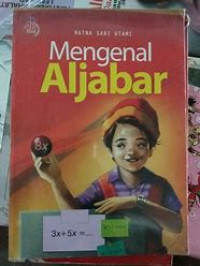 RATNA SARI UTAMI
Mengenal
Aljabar
3x
3x+5x =...